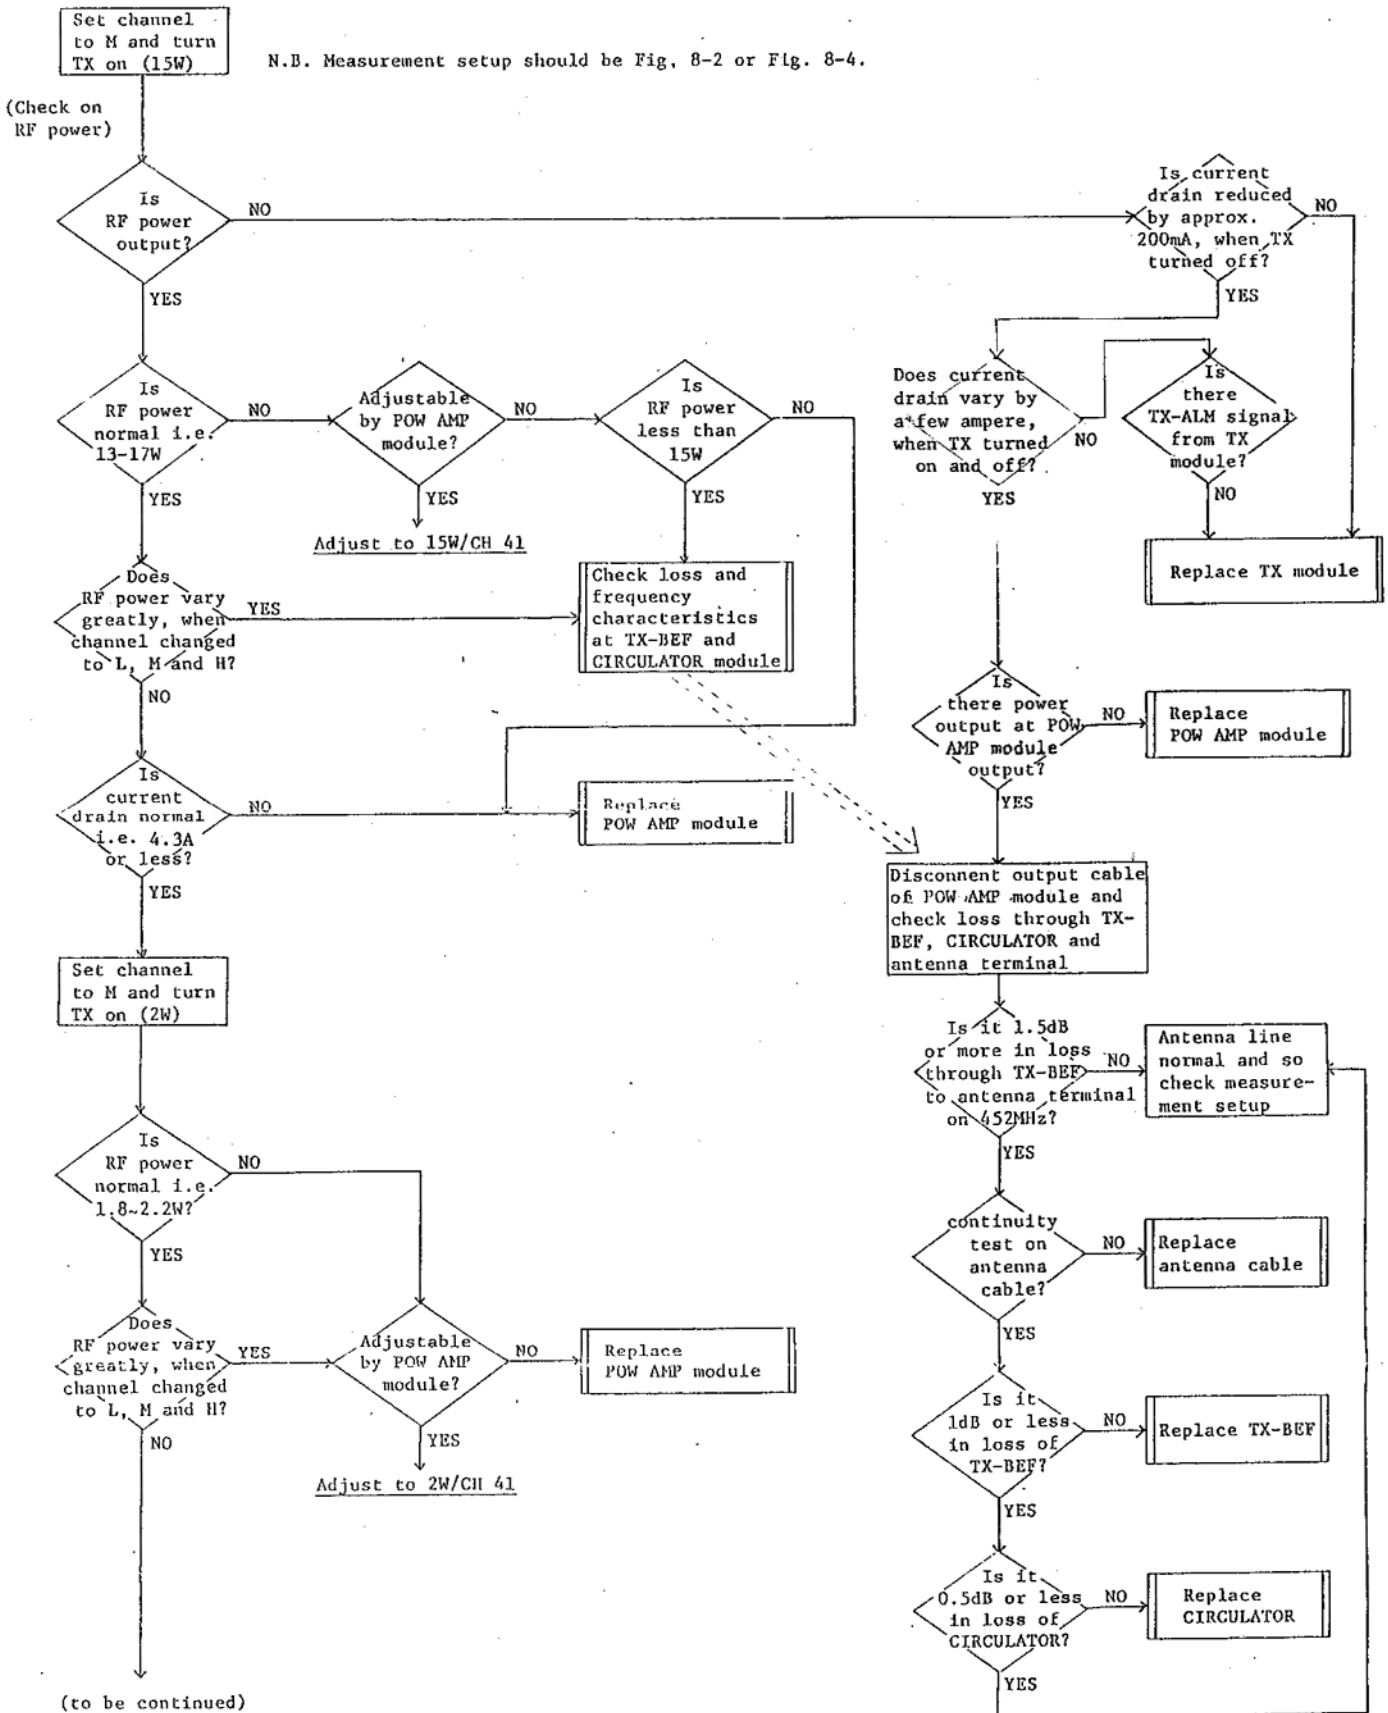 Set channel
to M and turn
TX on (15W)
N.B. Measurement setup should be Fig, 8-2 or Fig. 8-4.
(Check on
RF power)
Is
RF power
output?
NO
YES
Is current
drain reduced
by approx.
200mA, when TX
turned off?
NO
YES
Is
RF power
normal i.e.
13-17W
NO
YES
Adjustable
by POW AMP
module?
NO
YES
Adjust to 15W/CH 41
Is
RF power
less than
15W
NO
YES
Does current
drain vary by
a few ampere,
when TX turned
on and off?
NO
YES
Is
there
TX-ALM signal
from TX
module?
NO
Replace TX module
Does
RF power vary
greatly, when
channel changed
to L, M and H?
YES
NO
Check loss and
frequency
characteristics
at TX-BEF and
CIRCULATOR module
Is
there power
output at POW
AMP module
output?
NO
YES
Replace
POW AMP module
Is
current
drain normal
i.e. 4.3A
or less?
NO
YES
Replace
POW AMP module
Disconnent output cable
of POW AMP module and
check loss through TX-
BEF, CIRCULATOR and
antenna terminal
Set channel
to M and turn
TX on (2W)
Is it 1.5dB
or more in loss
through TX-BEF
to antenna terminal
on 452MHz?
NO
YES
Antenna line
normal and so
check measure-
ment setup
Is
RF power
normal i.e.
1.8~2.2W?
NO
YES
continuity
test on
antenna
cable?
NO
YES
Replace
antenna cable
Does
RF power vary
greatly, when
channel changed
to L, M and H?
YES
NO
Adjustable
by POW AMP
module?
NO
YES
Replace
POW AMP module
Adjust to 2W/CH 41
Is it
1dB or less
in loss of
TX-BEF?
NO
YES
Replace TX-BEF
Is it
0.5dB or less
in loss of
CIRCULATOR?
NO
YES
Replace
CIRCULATOR
(to be continued)